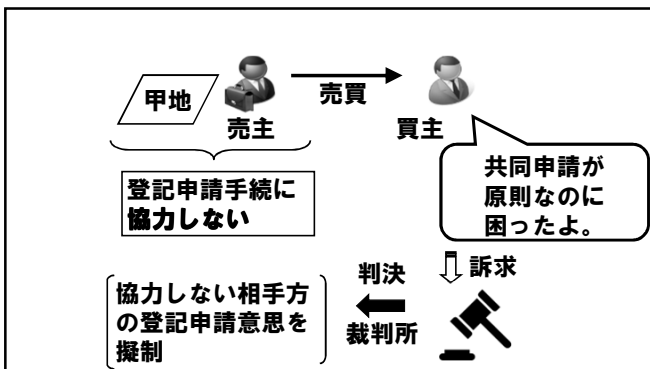 甲地
売主
売買
買主
登記申請手続に
協力しない
共同申請が
原則なのに
困ったよ。
訴求
判決
裁判所
協力しない相手方
の登記申請意思を
擬制